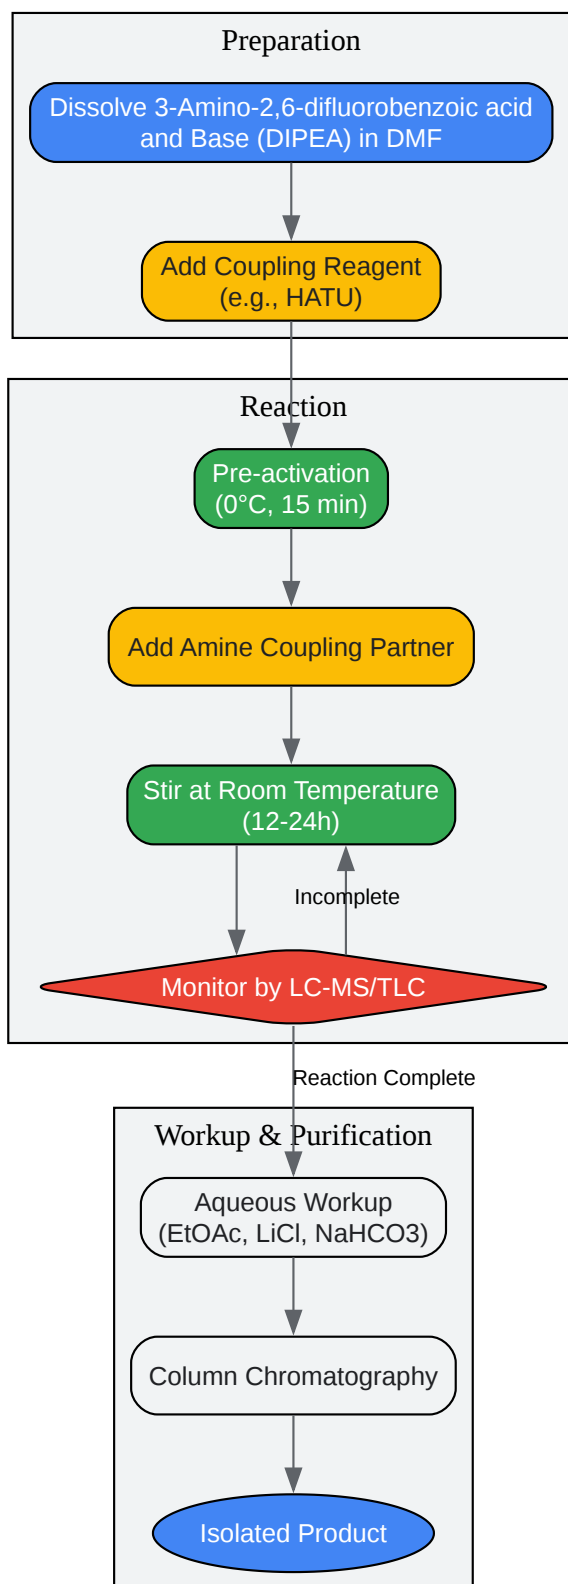 Preparation
Dissolve 3-Amino-2,6-difluorobenzoic acid
and Base (DIPEA) in DMF
Add Coupling Reagent
(e.g., HATU)
Reaction
Pre-activation
(0°C, 15 min)
Add Amine Coupling Partner
Stir at Room Temperature
(12-24h)
Incomplete
Monitor by LC-MS/TLC
Reaction Complete
Workup & Purification
Aqueous Workup
(EtOAc, LiCl, NaHCO3)
Column Chromatography
Isolated Product